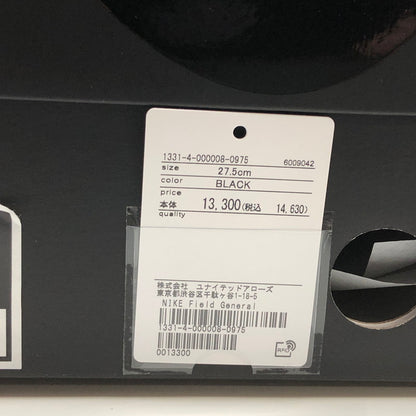 1331-4-000008-0975 6009042
size 27.5cm
color BLACK
price
本体 13,300(税込 14,630)
quality
株式会社 ユナイテッドアローズ
東京都渋谷区千駄ヶ谷1-18-5
NIKE Field General
1331-4-000008-0975
0013300